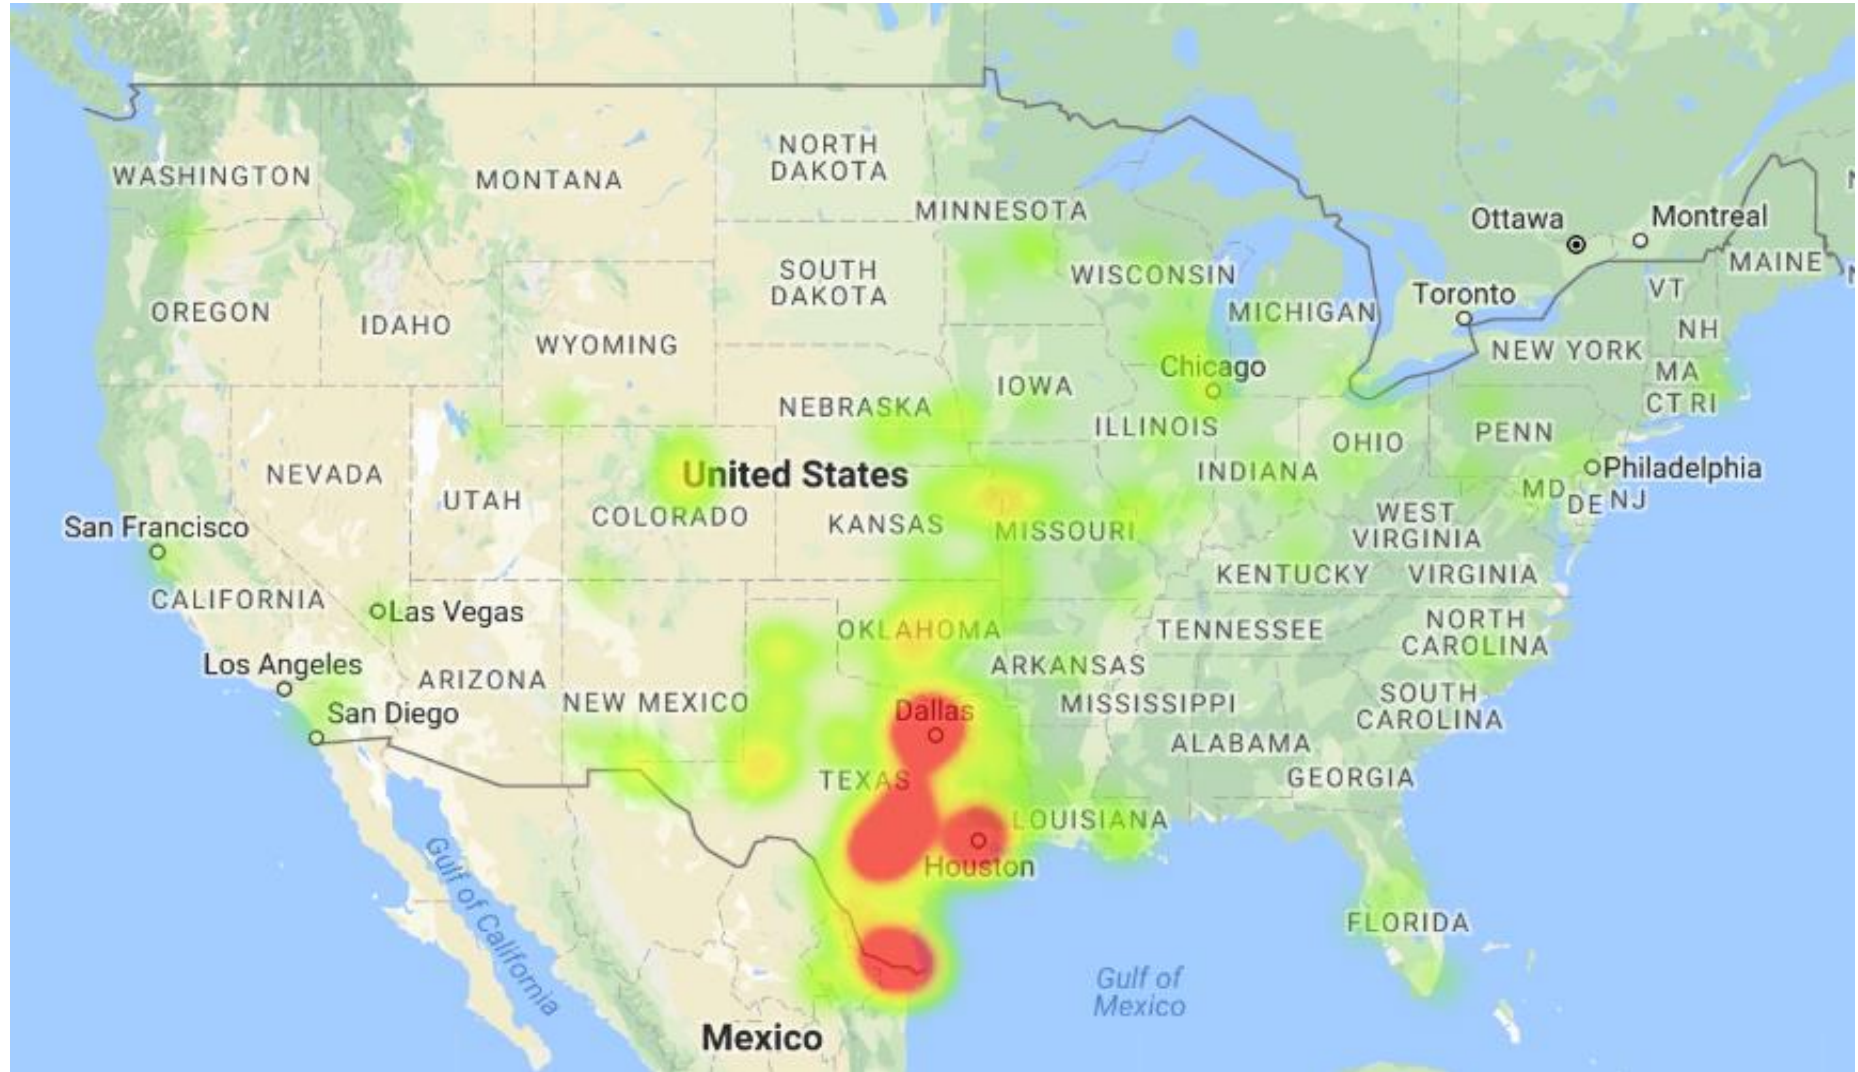 NORTH
DAKOTA
WASHINGTON
MONTANA
MINNESOTA
Ottawa
Montreal
MAINE
SOUTH
DAKOTA
WISCONSIN
VT
OREGON
IDAHO
MICHIGAN
Toronto
NH
WYOMING
NEW YORK
Chicago
MA
IOWA
CT RI
NEBRASKA
ILLINOIS
OHIO
PENN
NEVADA
United States
INDIANA
Philadelphia
UTAH
MD
DE
NJ
COLORADO
KANSAS
MISSOURI
WEST
VIRGINIA
San Francisco
KENTUCKY
VIRGINIA
CALIFORNIA
Las Vegas
OKLAHOMA
TENNESSEE
NORTH
CAROLINA
Los Angeles
ARIZONA
ARKANSAS
NEW MEXICO
MISSISSIPPI
SOUTH
CAROLINA
San Diego
Dallas
ALABAMA
TEXAS
GEORGIA
LOUISIANA
Houston
Gulf of California
FLORIDA
Gulf of
Mexico
Mexico